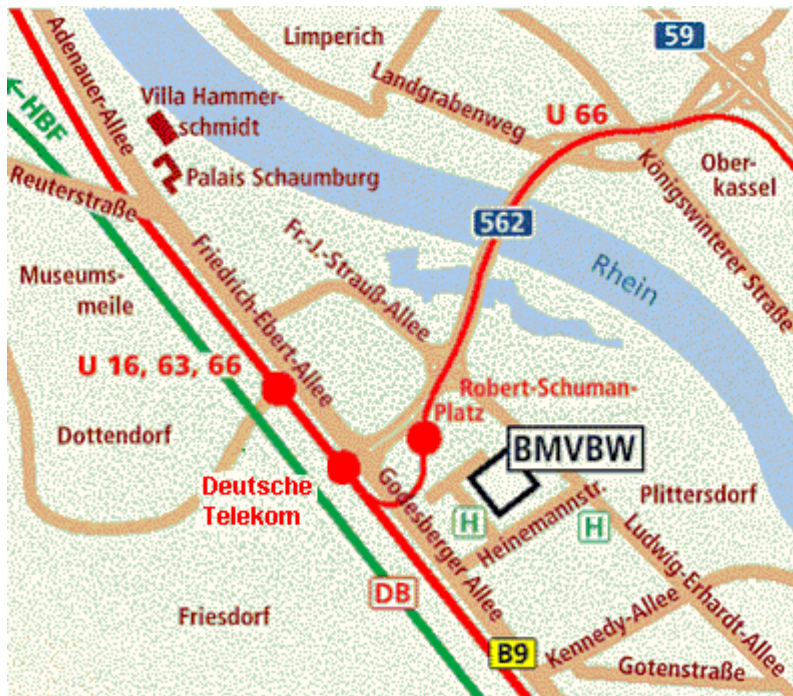 Limperich
59
Adenauer-Allee
Landgrabenweg
U 66
←HBF
Villa Hammer-
schmidt
Ober-
kassel
Palais Schaumburg
Reuterstraße
Königswinterer Straße
562
Fr.-J.-Strauß-Allee
Rhein
Museums-
meile
Friedrich-Ebert-Allee
U 16, 63, 66
Robert-Schuman-
Platz
Dottendorf
BMVBW
Deutsche
Telekom
Godesberger Allee
Plittersdorf
H
Heinemannstr.
H
Ludwig-Erhardt-Allee
DB
Friesdorf
Kennedy-Allee
B9
Gotenstraße